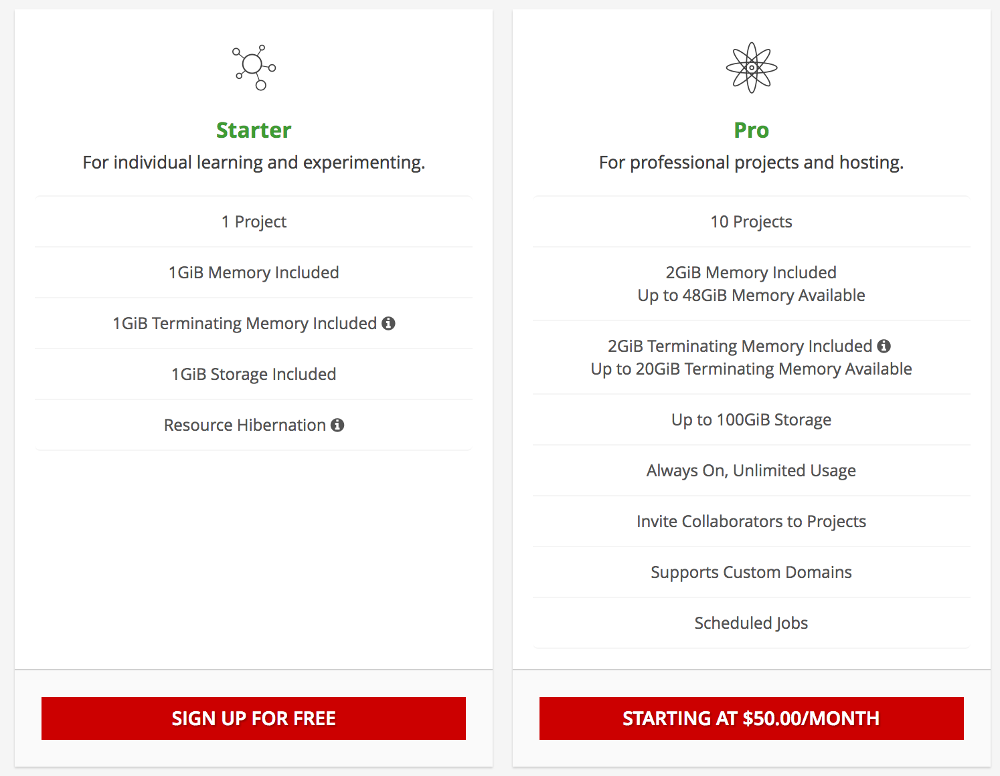 Starter
For individual learning and experimenting.
1 Project
1GiB Memory Included
1GiB Terminating Memory Included
1GiB Storage Included
Resource Hibernation
SIGN UP FOR FREE
Pro
For professional projects and hosting.
10 Projects
2GiB Memory Included
Up to 48GiB Memory Available
2GiB Terminating Memory Included
Up to 20GiB Terminating Memory Available
Up to 100GiB Storage
Always On, Unlimited Usage
Invite Collaborators to Projects
Supports Custom Domains
Scheduled Jobs
STARTING AT $50.00/MONTH